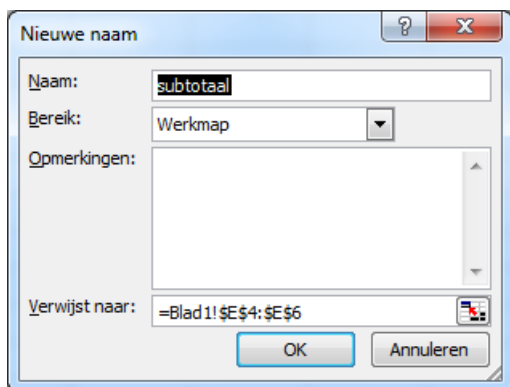 Nieuwe naam
Naam: subtotaal
Bereik: Werkmap
Opmerkingen:
Verwijst naar: =Blad1!$E$4:$E$6
OK Annuleren